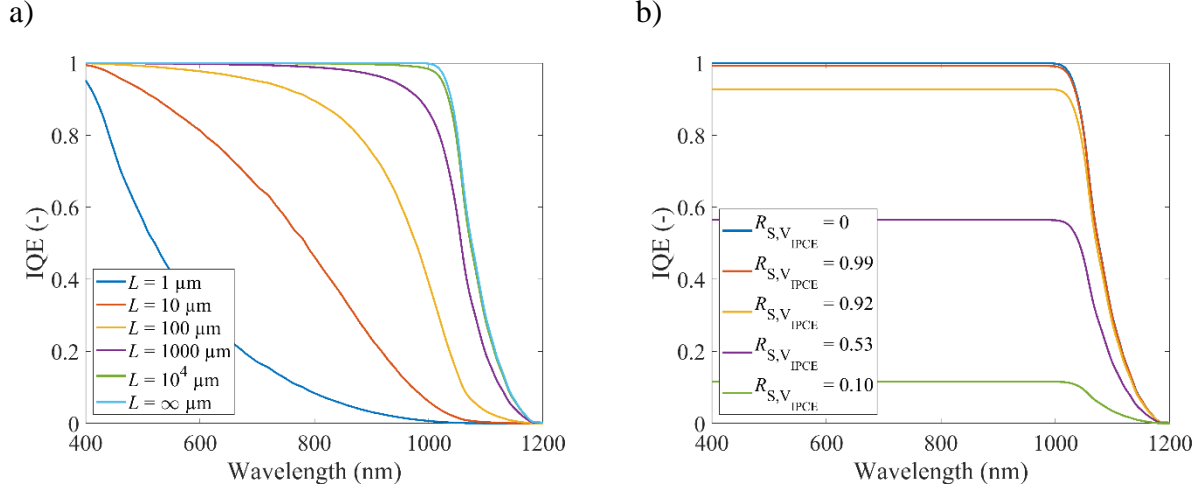 a)
1
0.8
0.6
0.4
0.2
0
IQE (-)
L = 1 µm
L = 10 µm
L = 100 µm
L = 1000 µm
L = 10^4 µm
L = ∞ µm
400
600
800
1000
1200
Wavelength (nm)
b)
1
0.8
0.6
0.4
0.2
0
IQE (-)
R_S,V_IPCE = 0
R_S,V_IPCE = 0.99
R_S,V_IPCE = 0.92
R_S,V_IPCE = 0.53
R_S,V_IPCE = 0.10
400
600
800
1000
1200
Wavelength (nm)